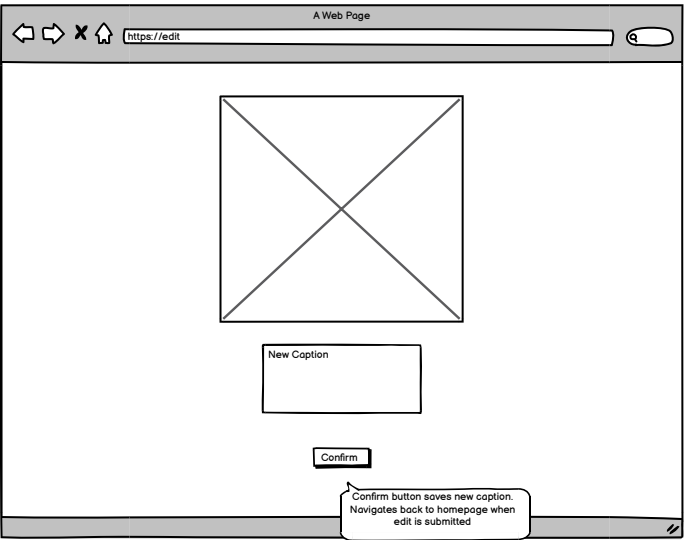 A Web Page
https://edit
New Caption
Confirm
Confirm button saves new caption.
Navigates back to homepage when
edit is submitted